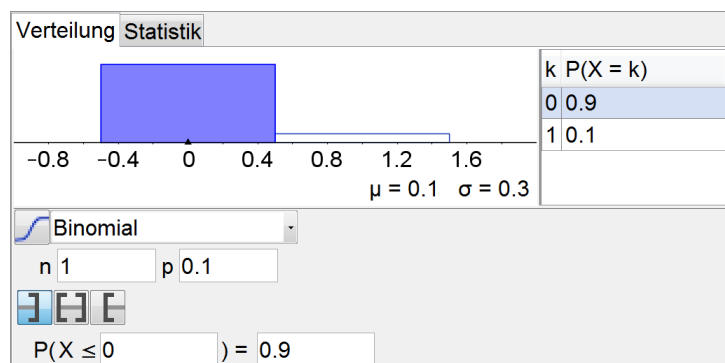 Verteilung Statistik
k P(X = k)
0 0.9
1 0.1
−0.8 −0.4 0 0.4 0.8 1.2 1.6
μ = 0.1 σ = 0.3
Binomial
n 1 p 0.1
P(X ≤ 0 ) = 0.9